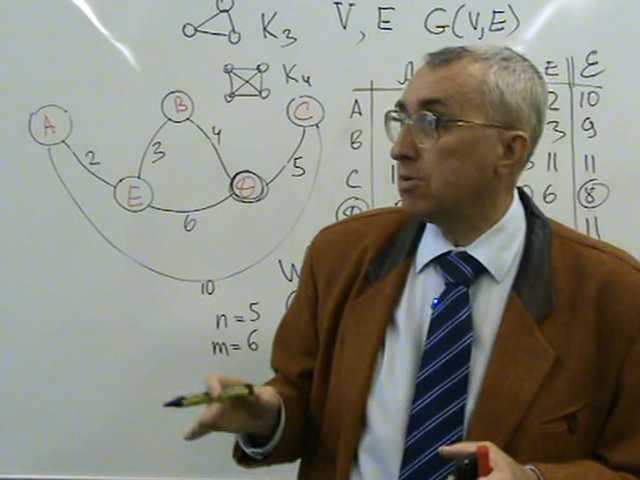 K₃ V, E G(V,E)
K₄
A B C
E D
2 3 4 5
6
10
n=5
m=6
E ε
A 2 10
B 3 9
C 11 11
D 6 8
11